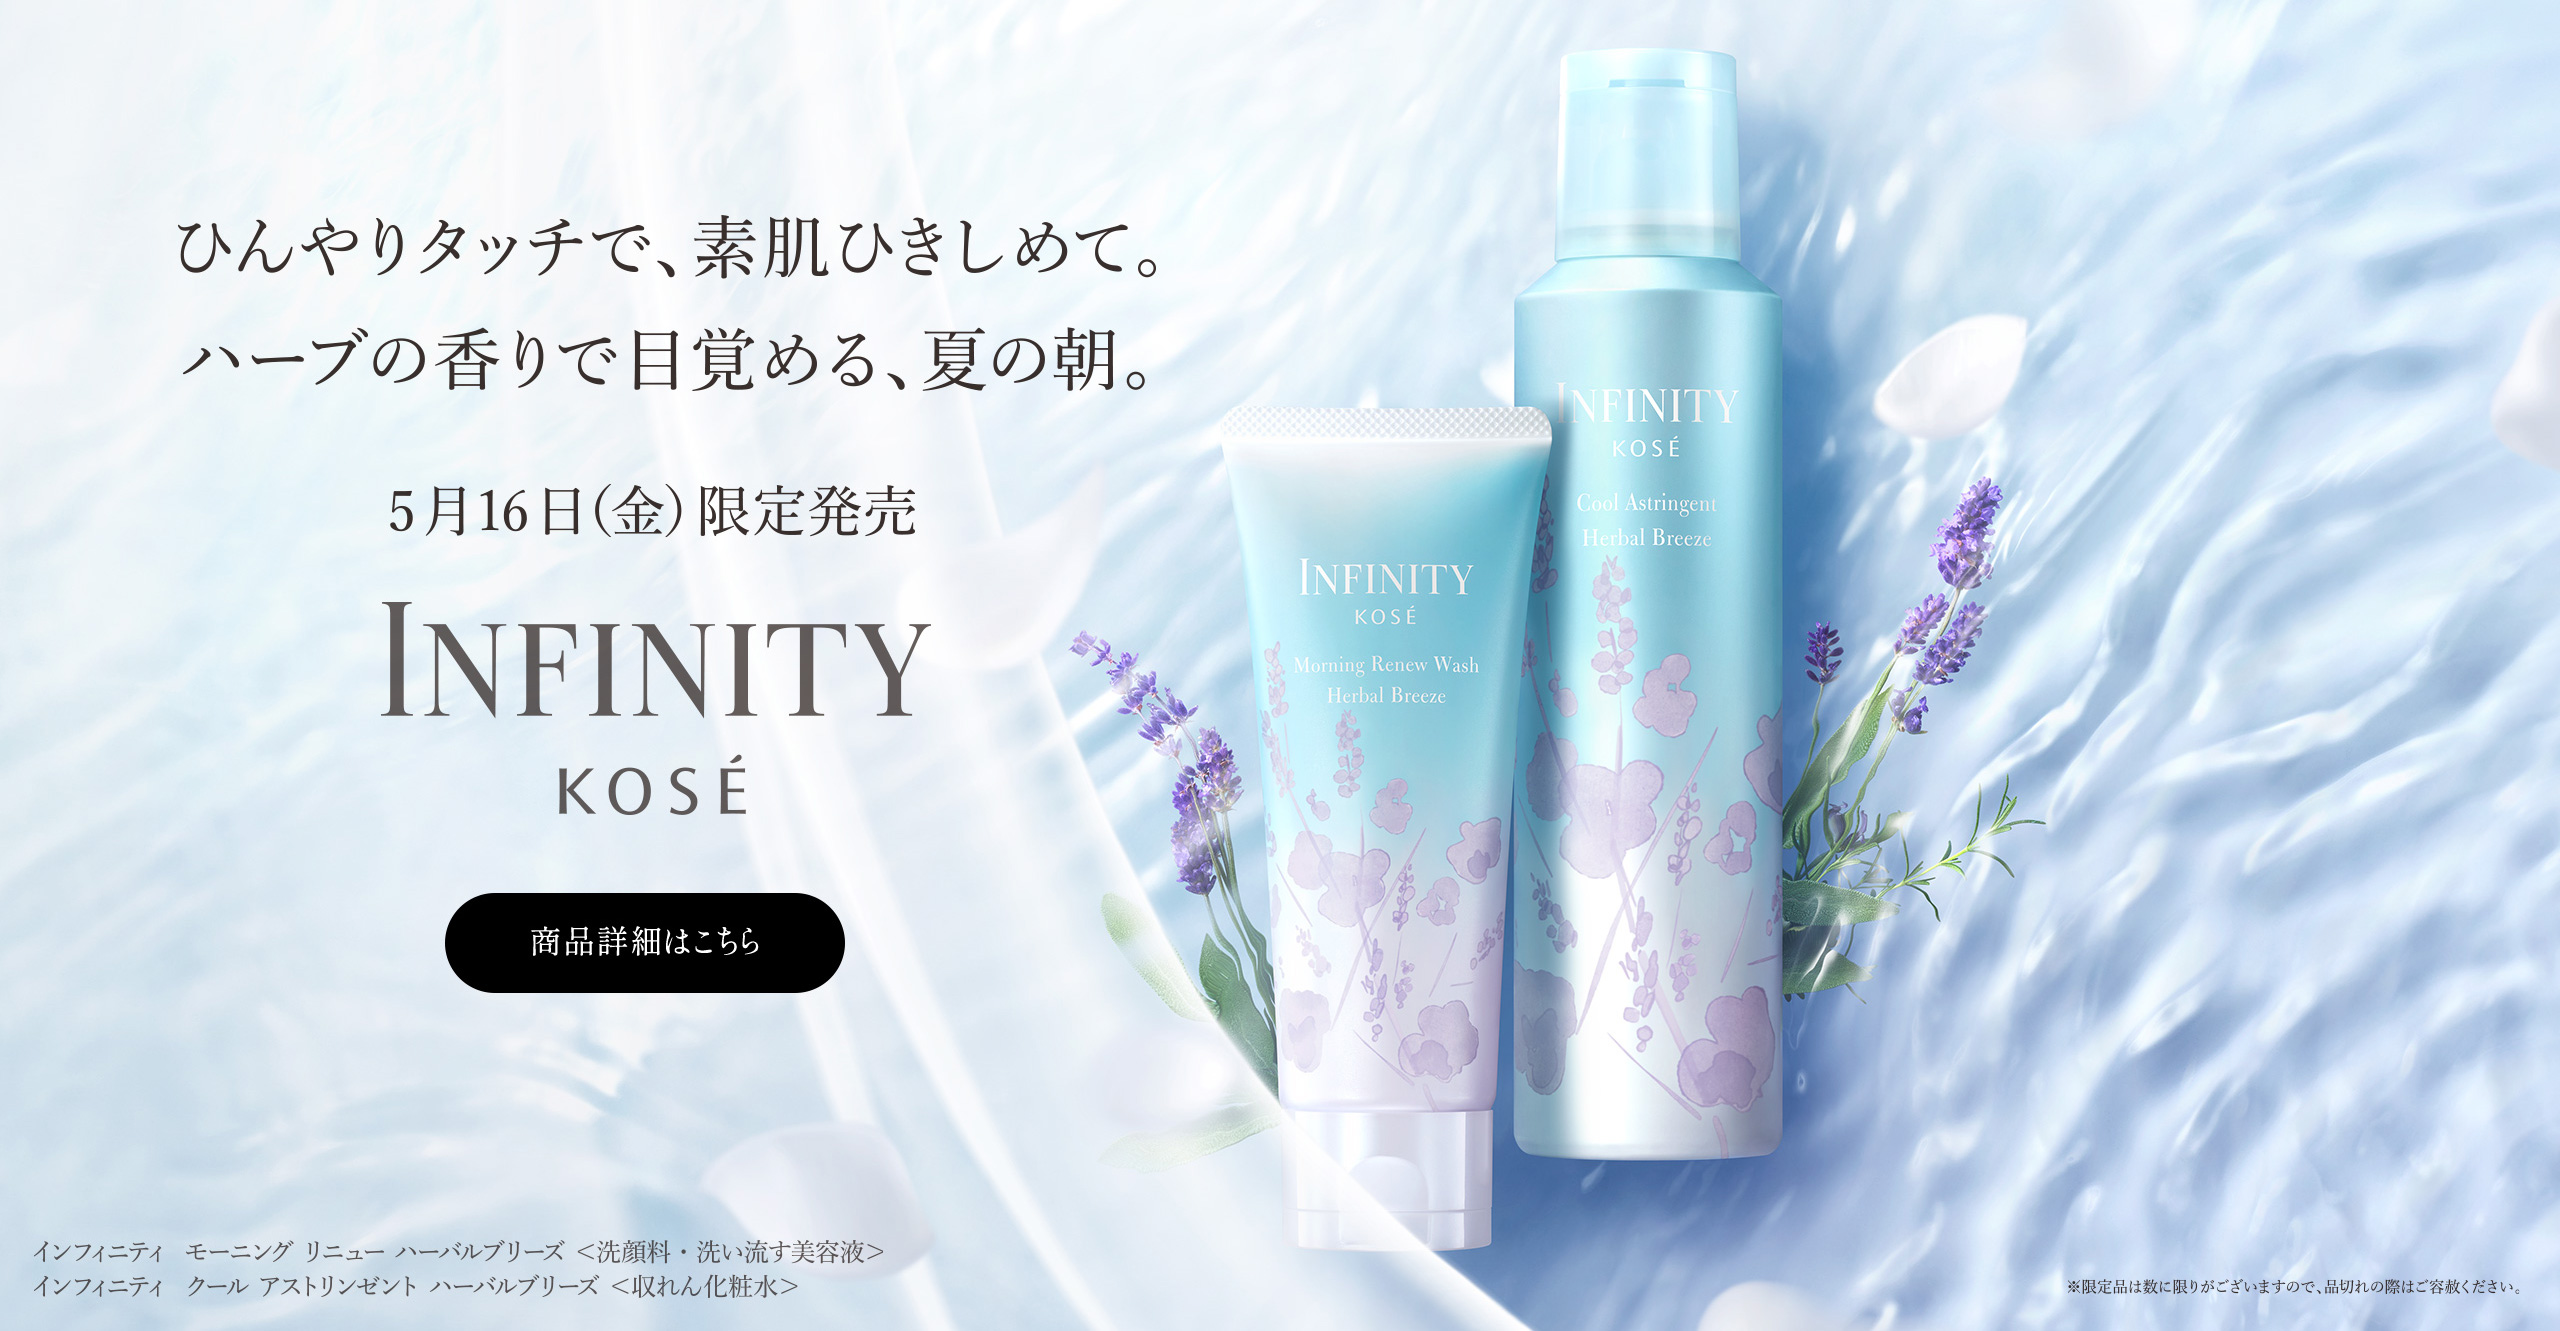 ひんやりタッチで、素肌ひきしめて。
ハーブの香りで目覚める、夏の朝。
5月16日(金)限定発売
INFINITY
KOSÉ
商品詳細はこちら
INFINITY
KOSÉ
Morning Renew Wash
Herbal Breeze
INFINITY
KOSÉ
Cool Astringent
Herbal Breeze
インフィニティ モーニング リニュー ハーバルブリーズ ＜洗顔料・洗い流す美容液＞
インフィニティ クール アストリンゼント ハーバルブリーズ ＜収れん化粧水＞
※限定品は数に限りがございますので、品切れの際はご容赦ください。